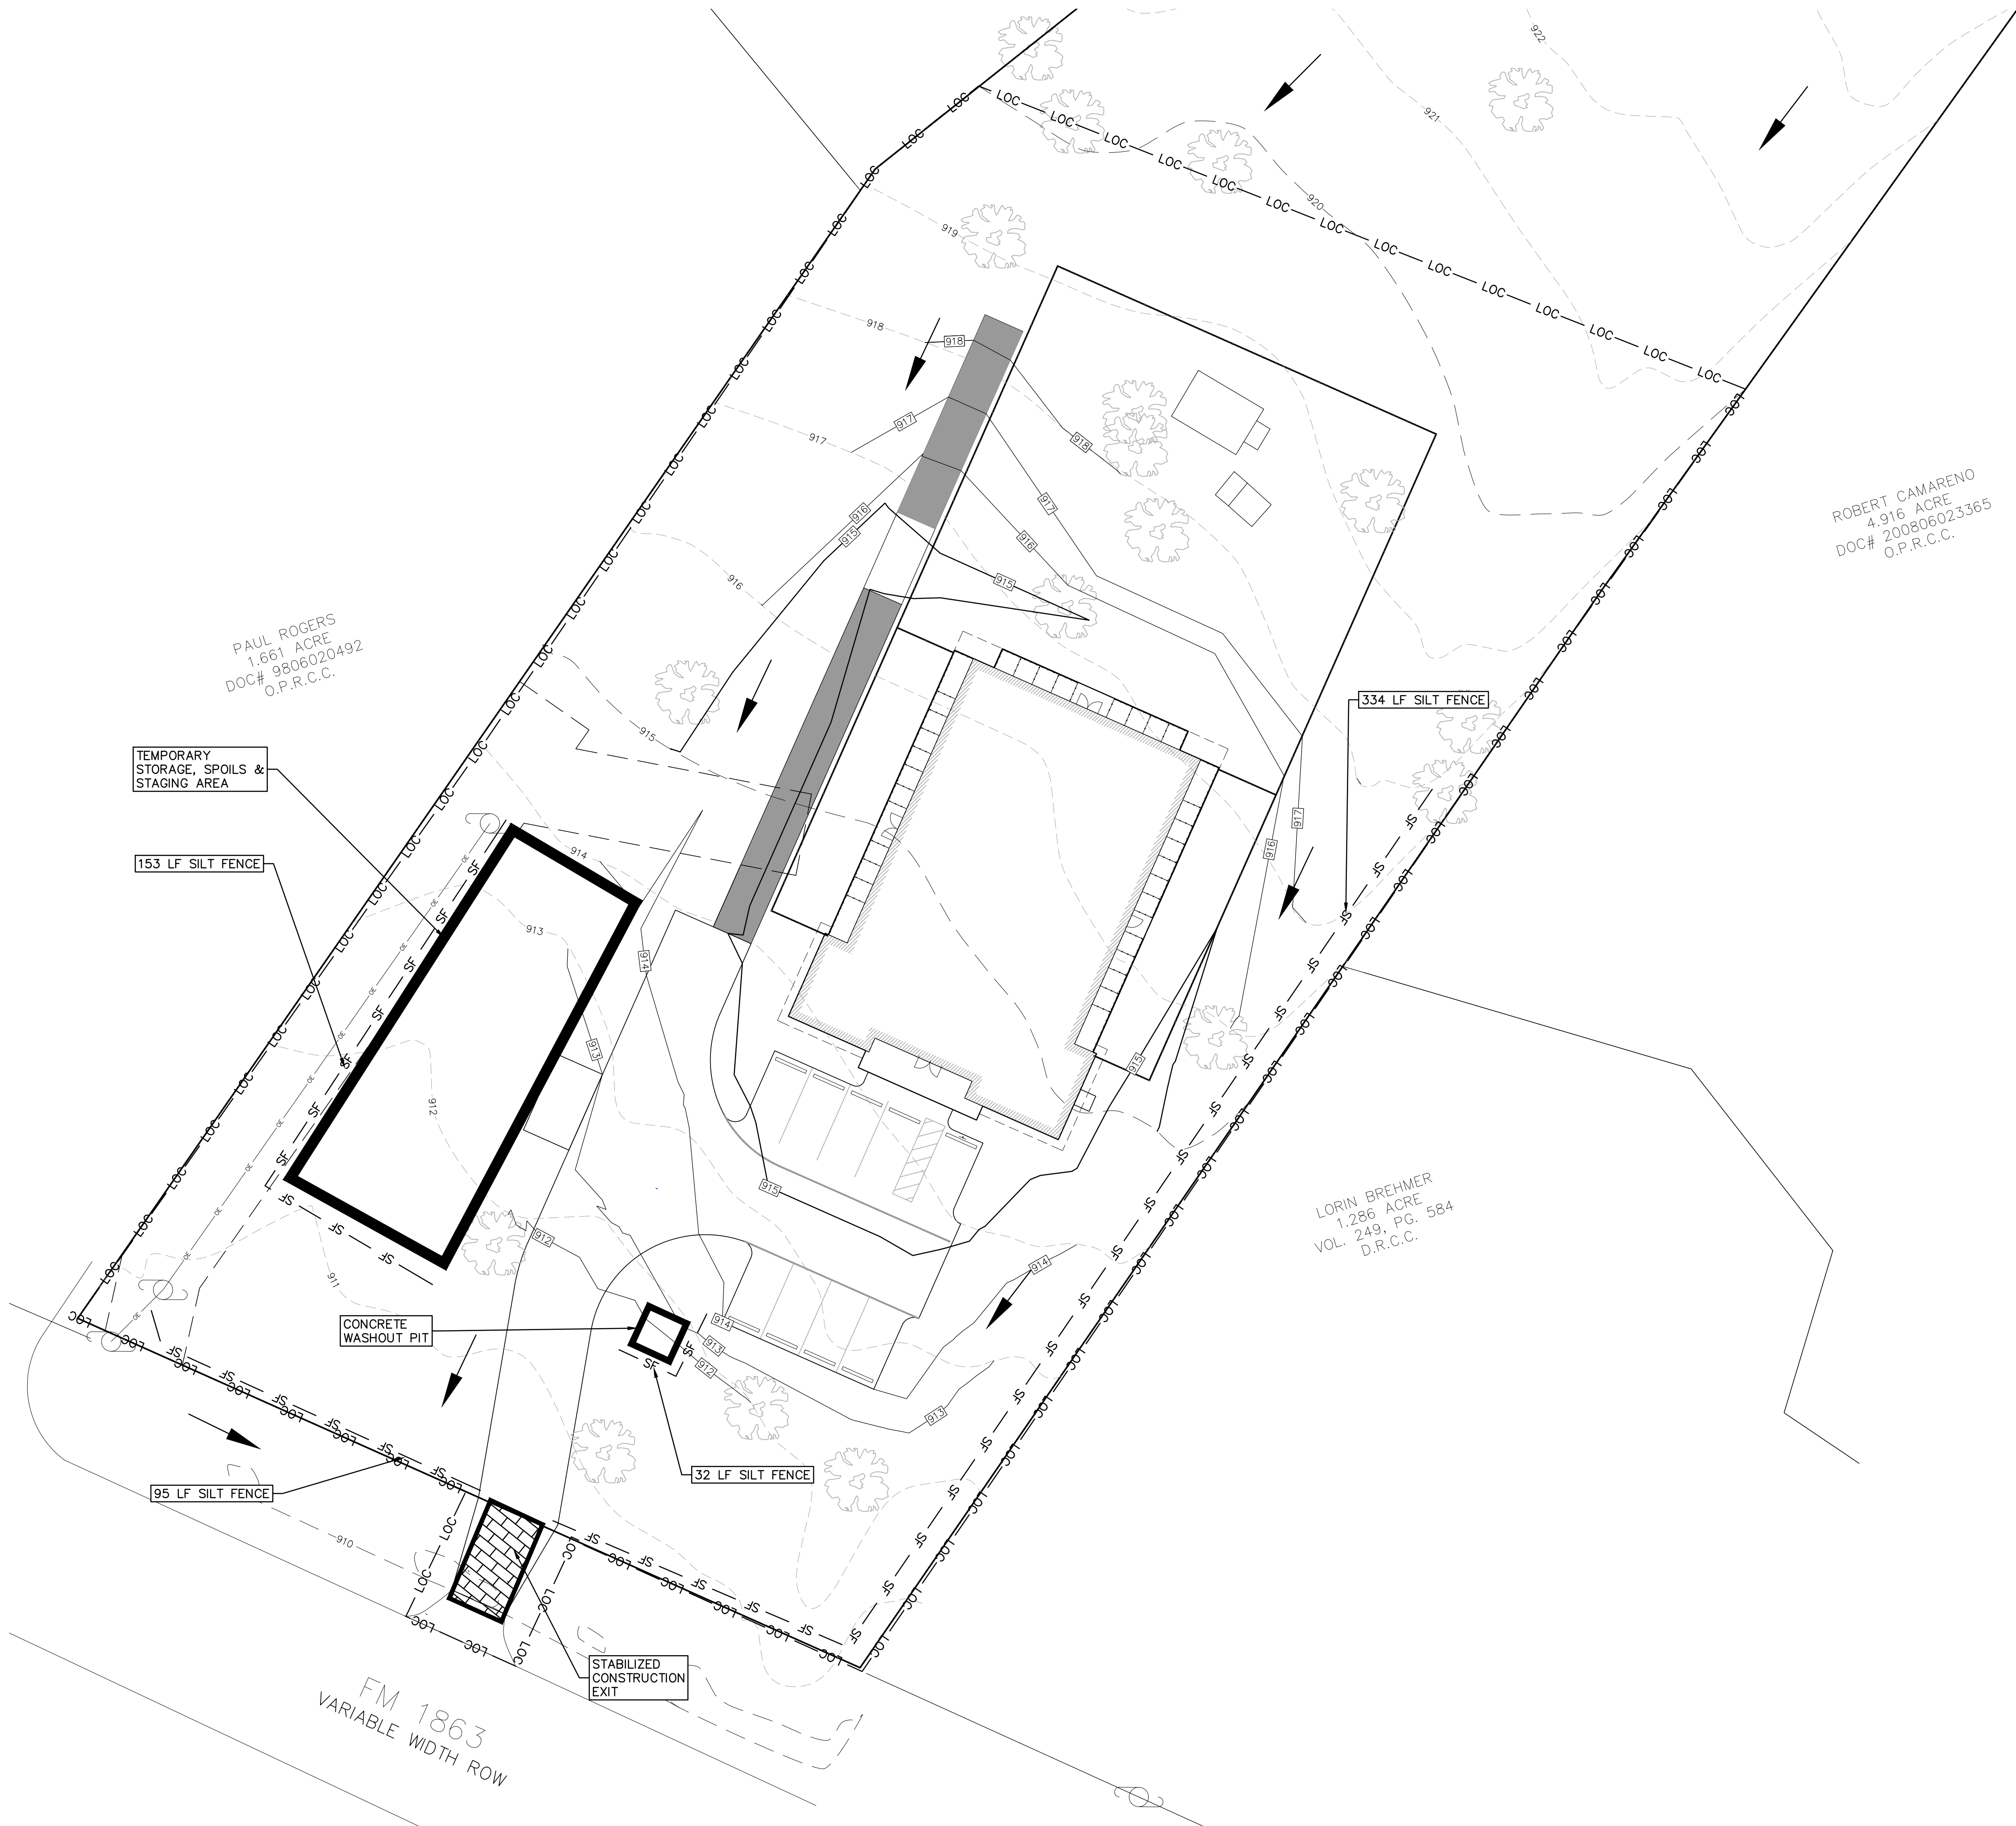 922
921
920
919
918
918
917
917
918
916
917
915
916
915
916
915
914
913
912
911
910
914
913
912
915
915
916
917
914
914
913
912
913
ROBERT CAMARENO
4.916 ACRE
DOC# 200806023365
O.P.R.C.C.
PAUL ROGERS
1.661 ACRE
DOC# 9806020492
O.P.R.C.C.
334 LF SILT FENCE
TEMPORARY
STORAGE, SPOILS &
STAGING AREA
153 LF SILT FENCE
LORIN BREHMER
1.286 ACRE
VOL. 249, PG. 584
D.R.C.C.
CONCRETE
WASHOUT PIT
32 LF SILT FENCE
95 LF SILT FENCE
STABILIZED
CONSTRUCTION
EXIT
FM 1863
VARIABLE WIDTH ROW
LOC
SF
OE